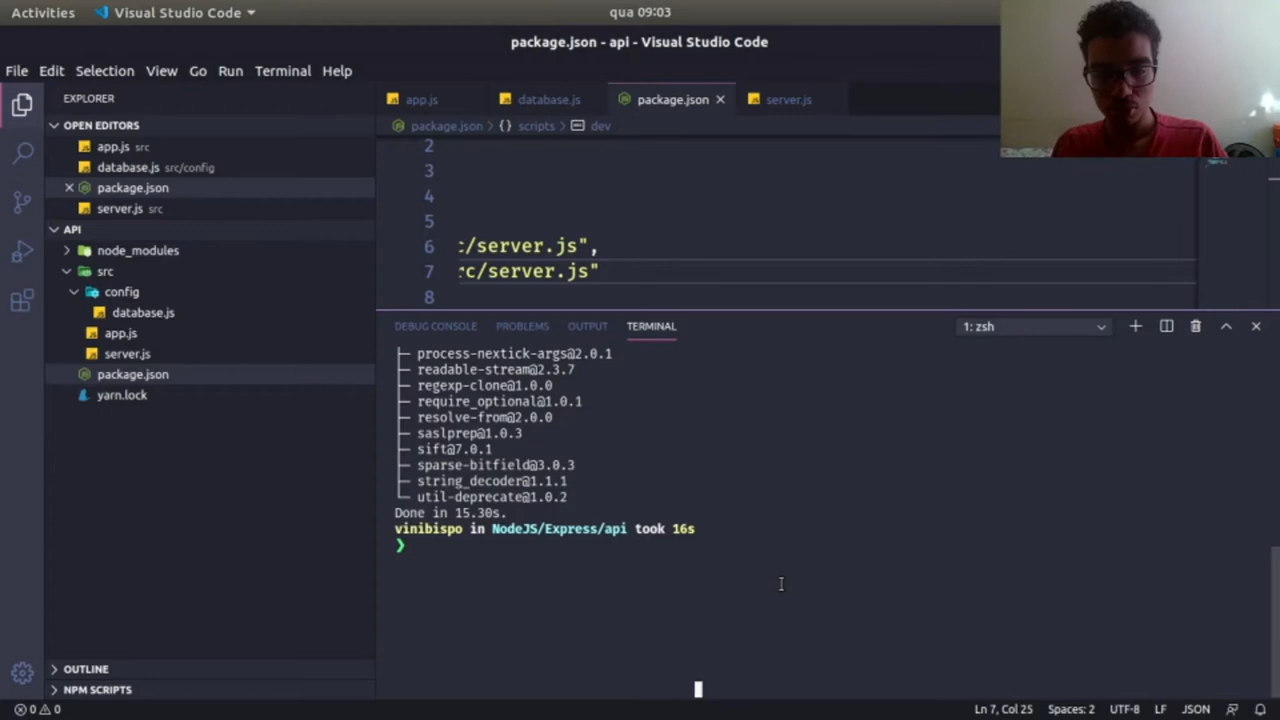 Activities Visual Studio Code qua 09:03
package.json - api - Visual Studio Code
File Edit Selection View Go Run Terminal Help
EXPLORER
OPEN EDITORS
app.js src
database.js src/config
package.json
server.js src
API
node_modules
src
config
database.js
app.js
server.js
package.json
yarn.lock
OUTLINE
NPM SCRIPTS
app.js database.js package.json server.js
package.json > {} scripts > dev
2
3
4
5
6 :/server.js",
7 rc/server.js"
8
DEBUG CONSOLE PROBLEMS OUTPUT TERMINAL 1: zsh
├─ process-nextick-args@2.0.1
├─ readable-stream@2.3.7
├─ regexp-clone@1.0.0
├─ require_optional@1.0.1
├─ resolve-from@2.0.0
├─ saslprep@1.0.3
├─ sift@7.0.1
├─ sparse-bitfield@3.0.3
├─ string_decoder@1.1.1
└─ util-deprecate@1.0.2
Done in 15.30s.
vinibispo in NodeJS/Express/api took 16s
❯
0 0 Ln 7, Col 25 Spaces: 2 UTF-8 LF JSON